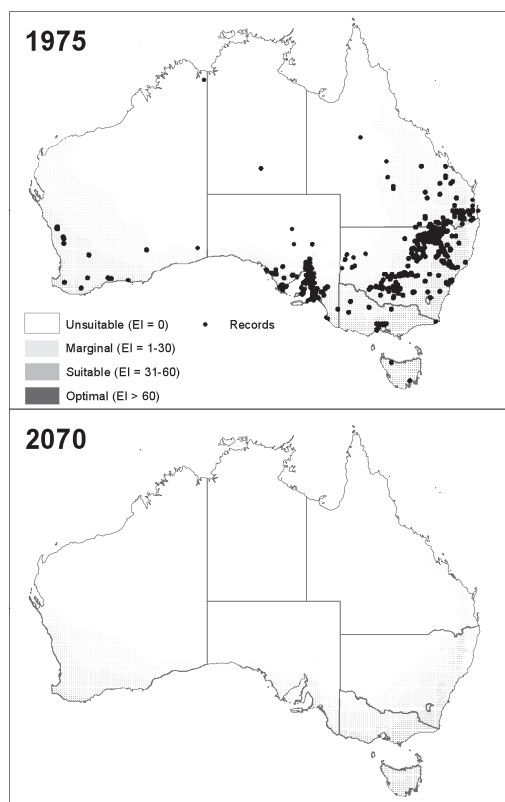 1975
Unsuitable (EI = 0)
Records
Marginal (EI = 1-30)
Suitable (EI = 31-60)
Optimal (EI > 60)
2070